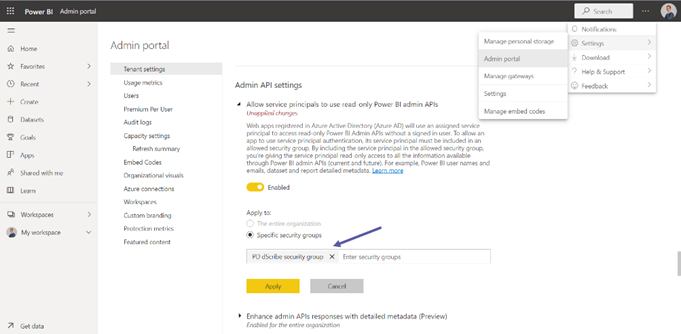 Power BI Admin portal
Search
Home
Favorites
Recent
Create
Datasets
Goals
Apps
Shared with me
Learn
Workspaces
My workspace
Get data
Admin portal
Tenant settings
Usage metrics
Users
Premium Per User
Audit logs
Capacity settings
Refresh summary
Embed Codes
Organizational visuals
Azure connections
Workspaces
Custom branding
Protection metrics
Featured content
Admin API settings
Allow service principals to use read-only Power BI admin APIs
Unapplied changes
Web apps registered in Azure Active Directory (Azure AD) will use an assigned service
principal to access read-only Power BI Admin APIs without a signed in user. To allow an
app to use service principal authentication, its service principal must be included in an
allowed security group. By including the service principal in the allowed security group,
you're giving the service principal read-only access to all the information available
through Power BI admin APIs (current and future). For example, Power BI user names and
emails, dataset and report detailed metadata. Learn more
Enabled
Apply to:
The entire organization
Specific security groups
PO dScribe security group Enter security groups
Apply Cancel
Enhance admin APIs responses with detailed metadata (Preview)
Enabled for the entire organization
Manage personal storage
Admin portal
Manage gateways
Settings
Manage embed codes
Notifications
Settings
Download
Help & Support
Feedback